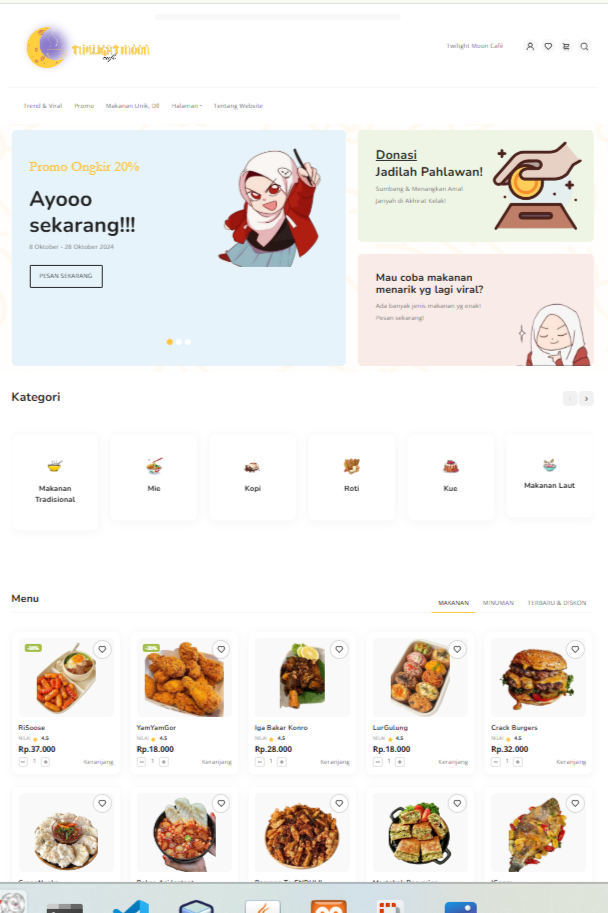 TWILIGHT MOON
cafe
Twilight Moon Café
Trend & Viral
Promo
Makanan Unik, DII
Halaman
Tentang Website
Promo Ongkir 20%
Ayooo
sekarang!!!
8 Oktober - 28 Oktober 2024
PESAN SEKARANG
Donasi
Jadilah Pahlawan!
Sumbang & Menangkan Amal
Jariyah di Akhirat Kelak!
Mau coba makanan
menarik yg lagi viral?
Ada banyak jenis makanan yg enak!
Pesan sekarang!
Kategori
Makanan
Tradisional
Mie
Kopi
Roti
Kue
Makanan Laut
Menu
MAKANAN
MINUMAN
TERBARU & DISKON
RiSoose
NILAI 4.5
Rp.37.000
1 Keranjang
YamYamGor
NILAI 4.5
Rp.18.000
1 Keranjang
Iga Bakar Konro
NILAI 4.5
Rp.28.000
1 Keranjang
LurGulung
NILAI 4.5
Rp.18.000
1 Keranjang
Crack Burgers
NILAI 4.5
Rp.32.000
1 Keranjang